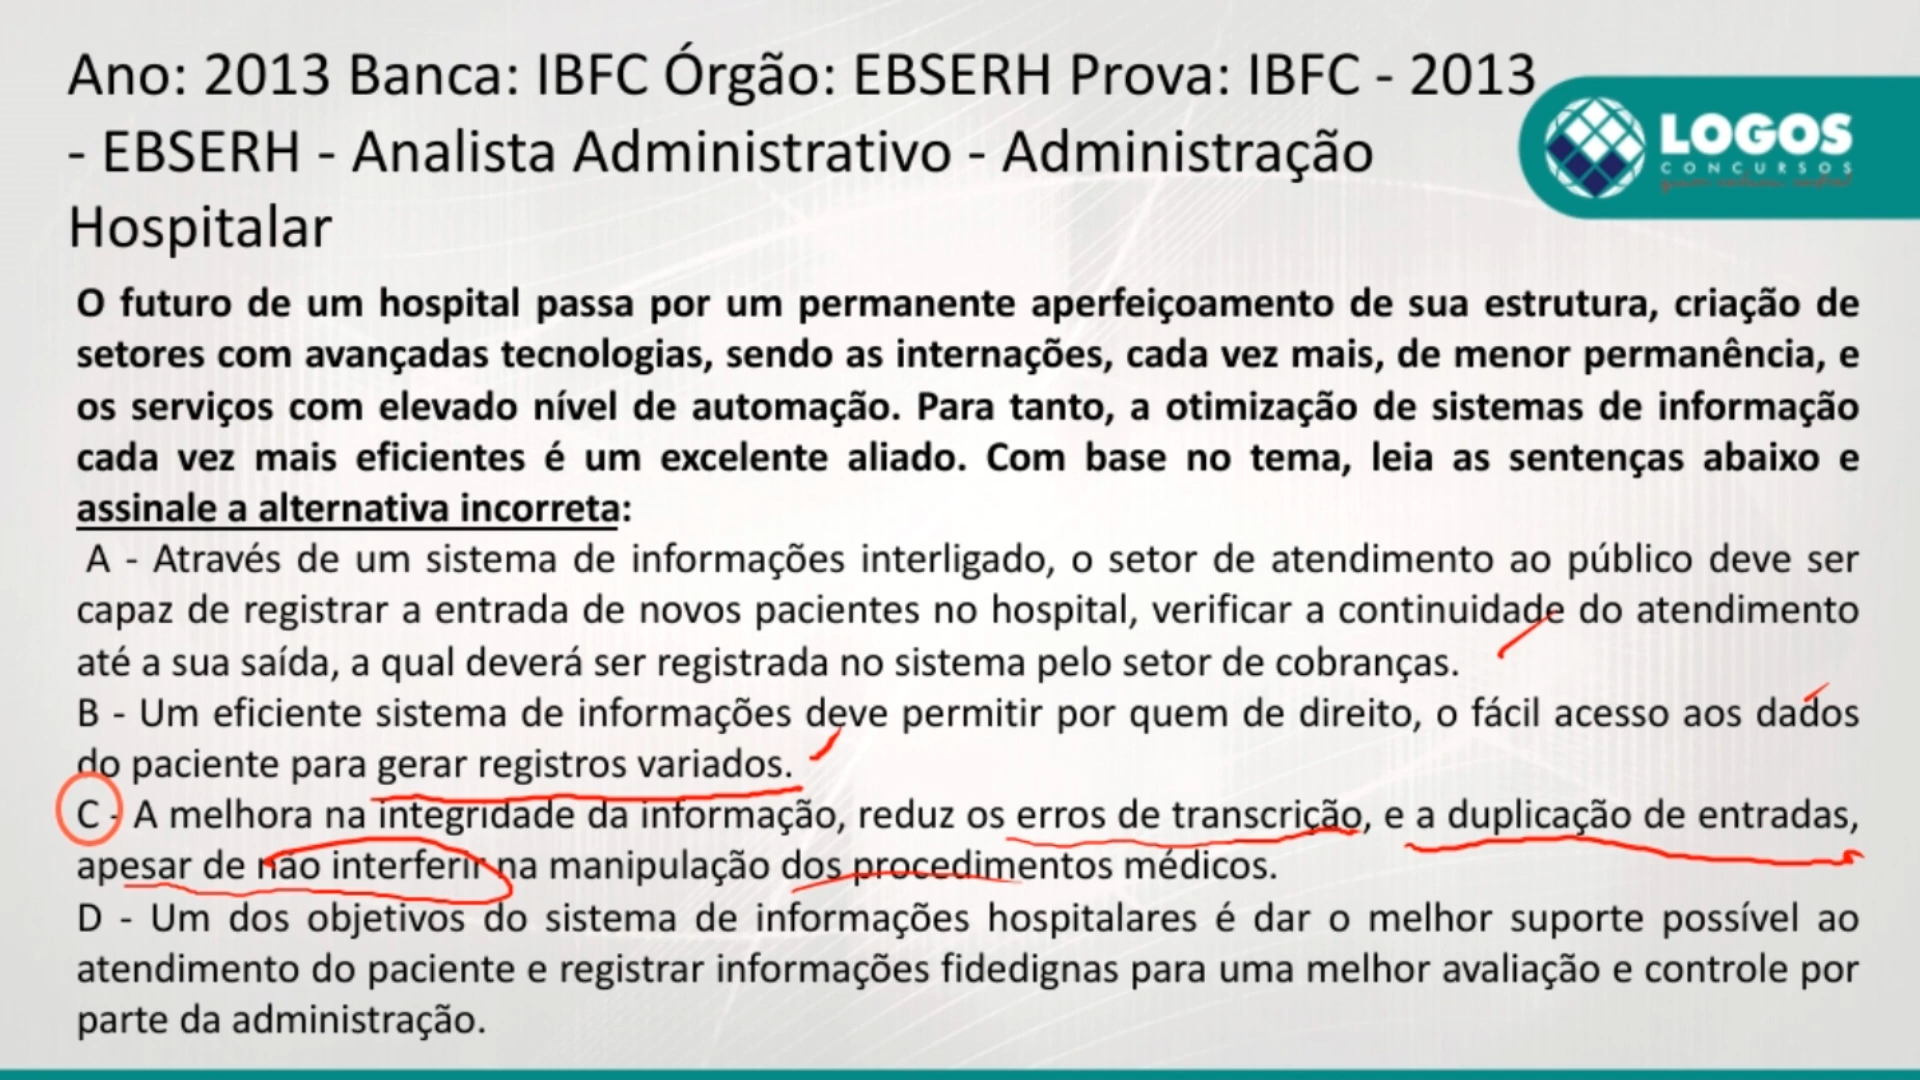 Ano: 2013 Banca: IBFC Órgão: EBSERH Prova: IBFC - 2013
- EBSERH - Analista Administrativo - Administração
Hospitalar
LOGOS
CONCURSOS
O futuro de um hospital passa por um permanente aperfeiçoamento de sua estrutura, criação de
setores com avançadas tecnologias, sendo as internações, cada vez mais, de menor permanência, e
os serviços com elevado nível de automação. Para tanto, a otimização de sistemas de informação
cada vez mais eficientes é um excelente aliado. Com base no tema, leia as sentenças abaixo e
assinale a alternativa incorreta:
A - Através de um sistema de informações interligado, o setor de atendimento ao público deve ser
capaz de registrar a entrada de novos pacientes no hospital, verificar a continuidade do atendimento
até a sua saída, a qual deverá ser registrada no sistema pelo setor de cobranças.
B - Um eficiente sistema de informações deve permitir por quem de direito, o fácil acesso aos dados
do paciente para gerar registros variados.
C - A melhora na integridade da informação, reduz os erros de transcrição, e a duplicação de entradas,
apesar de não interferir na manipulação dos procedimentos médicos.
D - Um dos objetivos do sistema de informações hospitalares é dar o melhor suporte possível ao
atendimento do paciente e registrar informações fidedignas para uma melhor avaliação e controle por
parte da administração.